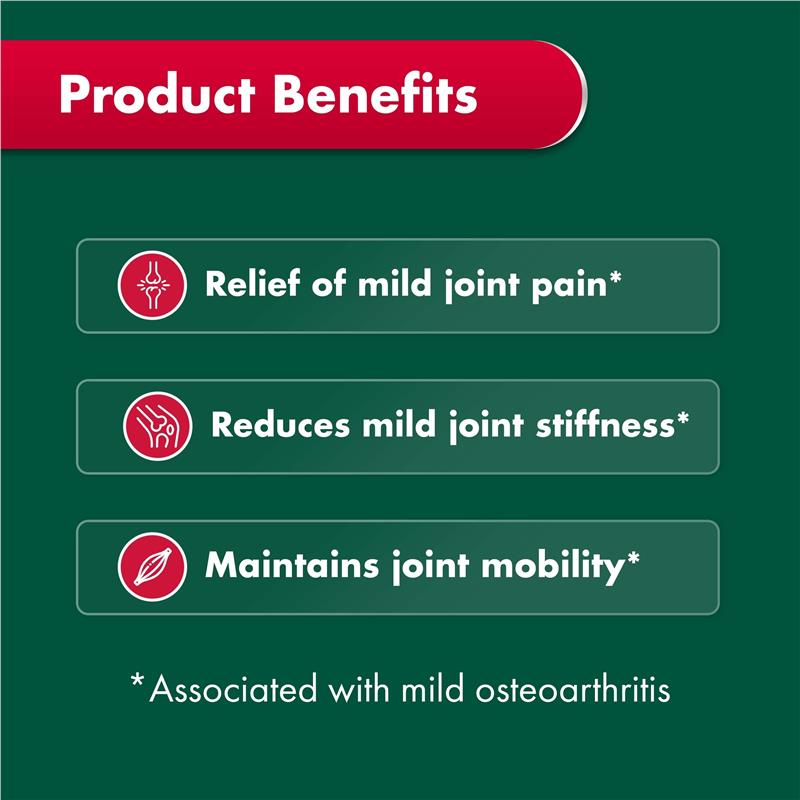 Product Benefits
Relief of mild joint pain*
Reduces mild joint stiffness*
Maintains joint mobility*
*Associated with mild osteoarthritis